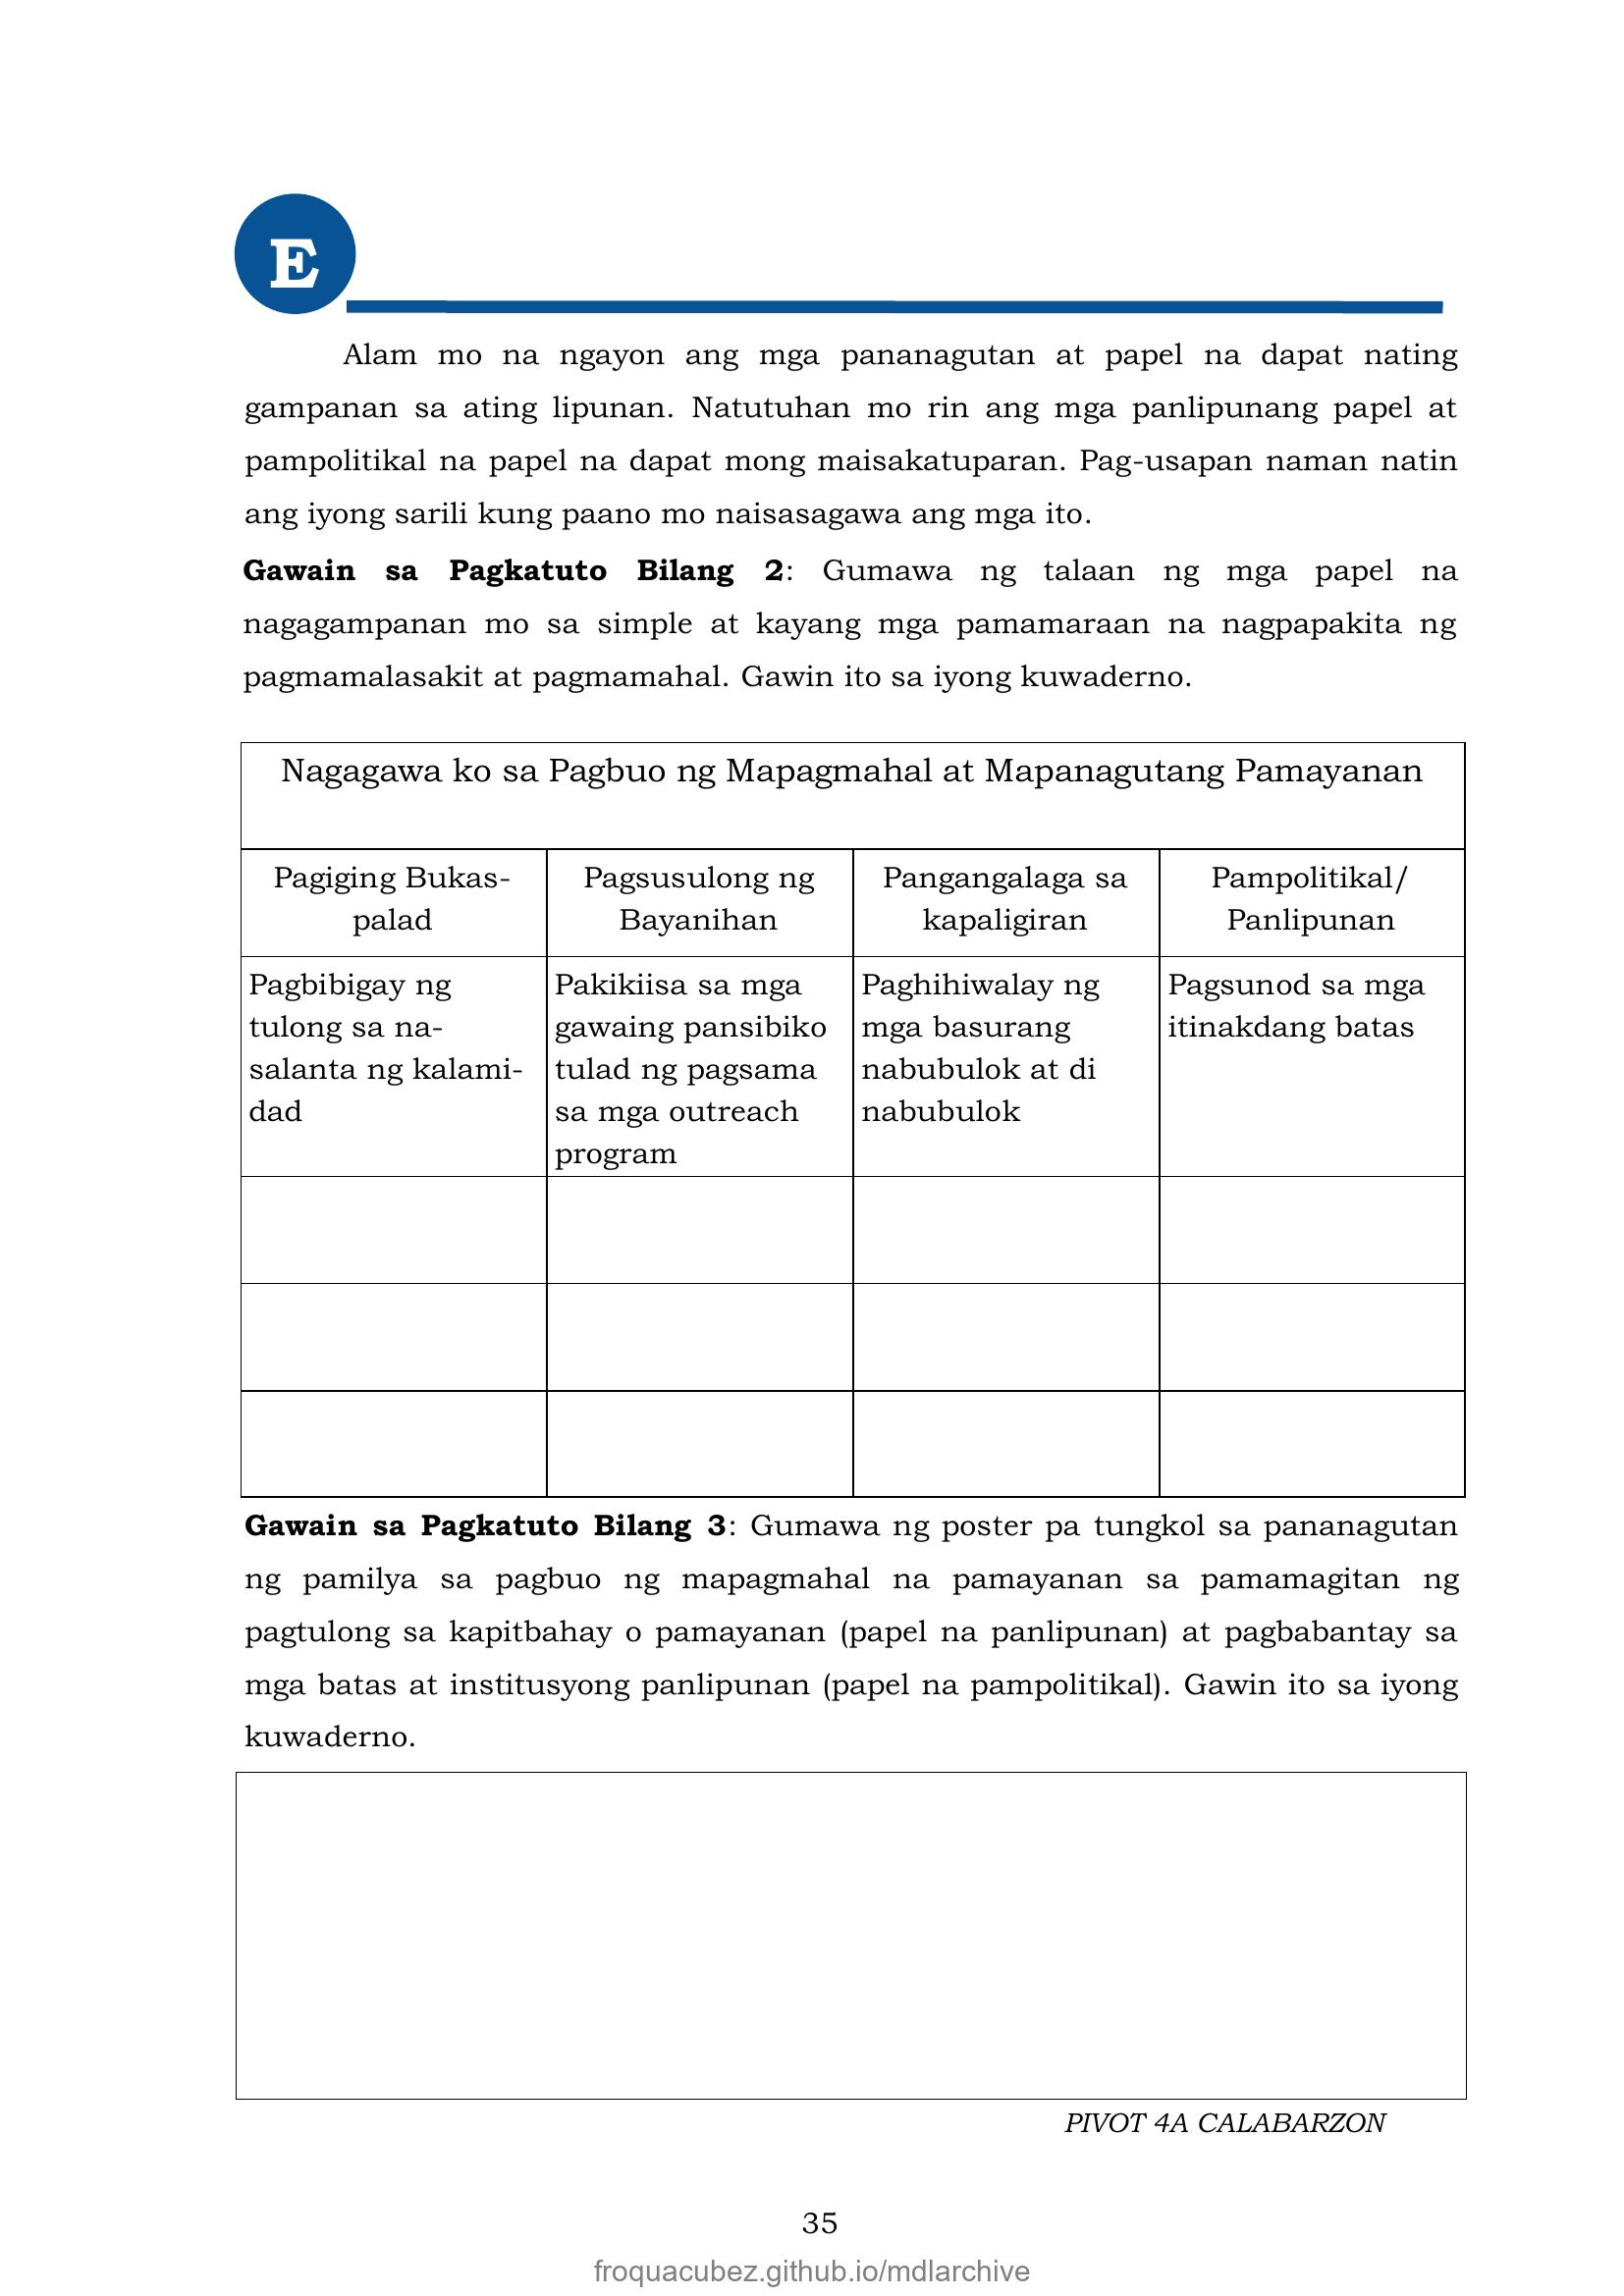 E
Alam mo na ngayon ang mga pananagutan at papel na dapat nating
gampanan sa ating lipunan. Natutuhan mo rin ang mga panlipunang papel at
pampolitikal na papel na dapat mong maisakatuparan. Pag-usapan naman natin
ang iyong sarili kung paano mo naisasagawa ang mga ito.
Gawain sa Pagkatuto Bilang 2: Gumawa ng talaan ng mga papel na
nagagampanan mo sa simple at kayang mga pamamaraan na nagpapakita ng
pagmamalasakit at pagmamahal. Gawin ito sa iyong kuwaderno.
Nagagawa ko sa Pagbuo ng Mapagmahal at Mapanagutang Pamayanan
Pagiging Bukas-
palad
Pagsusulong ng
Bayanihan
Pangangalaga sa
kapaligiran
Pampolitikal/
Panlipunan
Pagbibigay ng
tulong sa na-
salanta ng kalami-
dad
Pakikiisa sa mga
gawaing pansibiko
tulad ng pagsama
sa mga outreach
program
Paghihiwalay ng
mga basurang
nabubulok at di
nabubulok
Pagsunod sa mga
itinakdang batas
Gawain sa Pagkatuto Bilang 3: Gumawa ng poster pa tungkol sa pananagutan
ng pamilya sa pagbuo ng mapagmahal na pamayanan sa pamamagitan ng
pagtulong sa kapitbahay o pamayanan (papel na panlipunan) at pagbabantay sa
mga batas at institusyong panlipunan (papel na pampolitikal). Gawin ito sa iyong
kuwaderno.
PIVOT 4A CALABARZON
35
froquacubez.github.io/mdlarchive